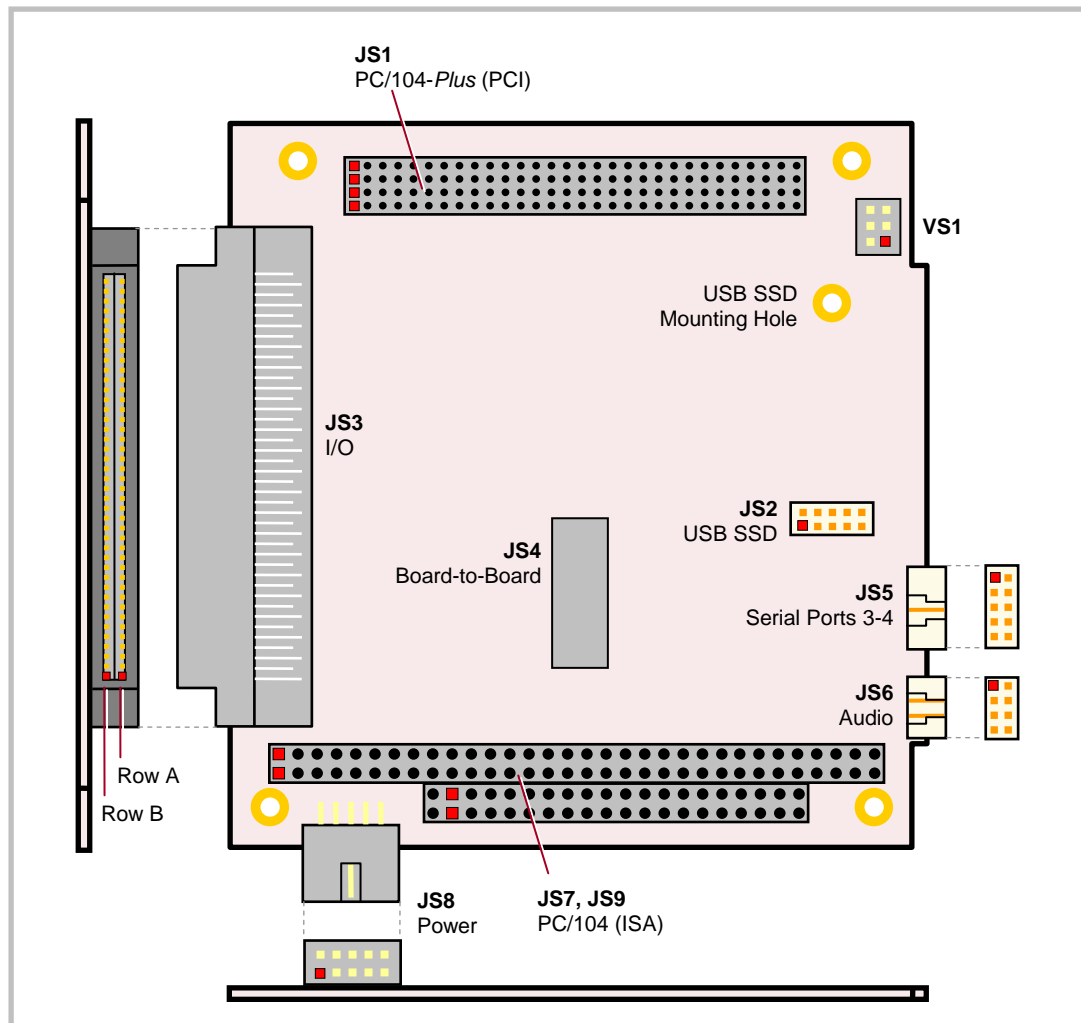 JS1
PC/104-Plus (PCI)
VS1
USB SSD
Mounting Hole
JS3
I/O
JS2
USB SSD
JS4
Board-to-Board
JS5
Serial Ports 3-4
JS6
Audio
Row A
Row B
JS8
Power
JS7, JS9
PC/104 (ISA)